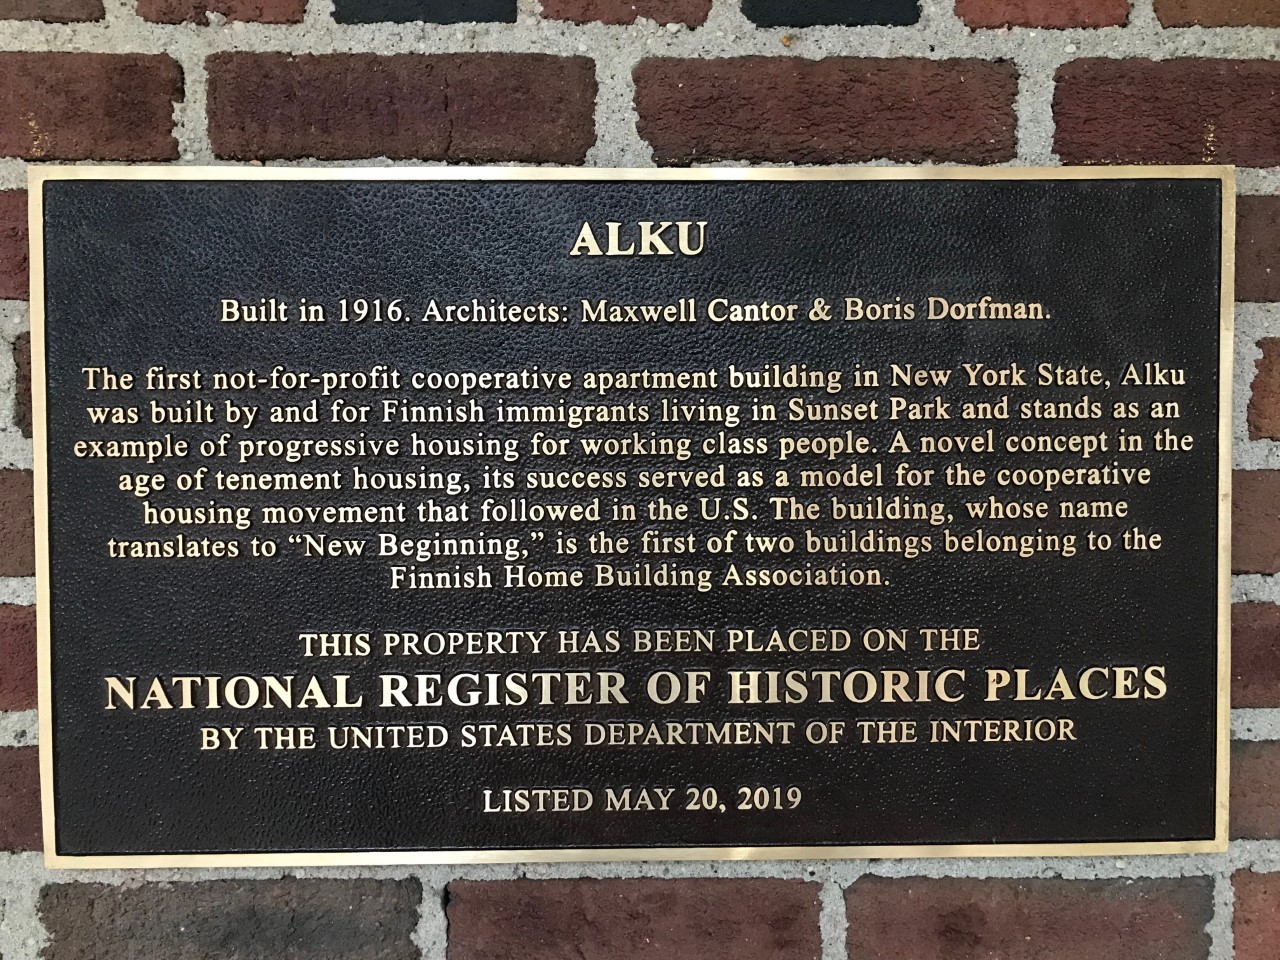 ALKU
Built in 1916. Architects: Maxwell Cantor & Boris Dorfman.
The first not-for-profit cooperative apartment building in New York State, Alku
was built by and for Finnish immigrants living in Sunset Park and stands as an
example of progressive housing for working class people. A novel concept in the
age of tenement housing, its success served as a model for the cooperative
housing movement that followed in the U.S. The building, whose name
translates to “New Beginning,” is the first of two buildings belonging to the
Finnish Home Building Association.
THIS PROPERTY HAS BEEN PLACED ON THE
NATIONAL REGISTER OF HISTORIC PLACES
BY THE UNITED STATES DEPARTMENT OF THE INTERIOR
LISTED MAY 20, 2019